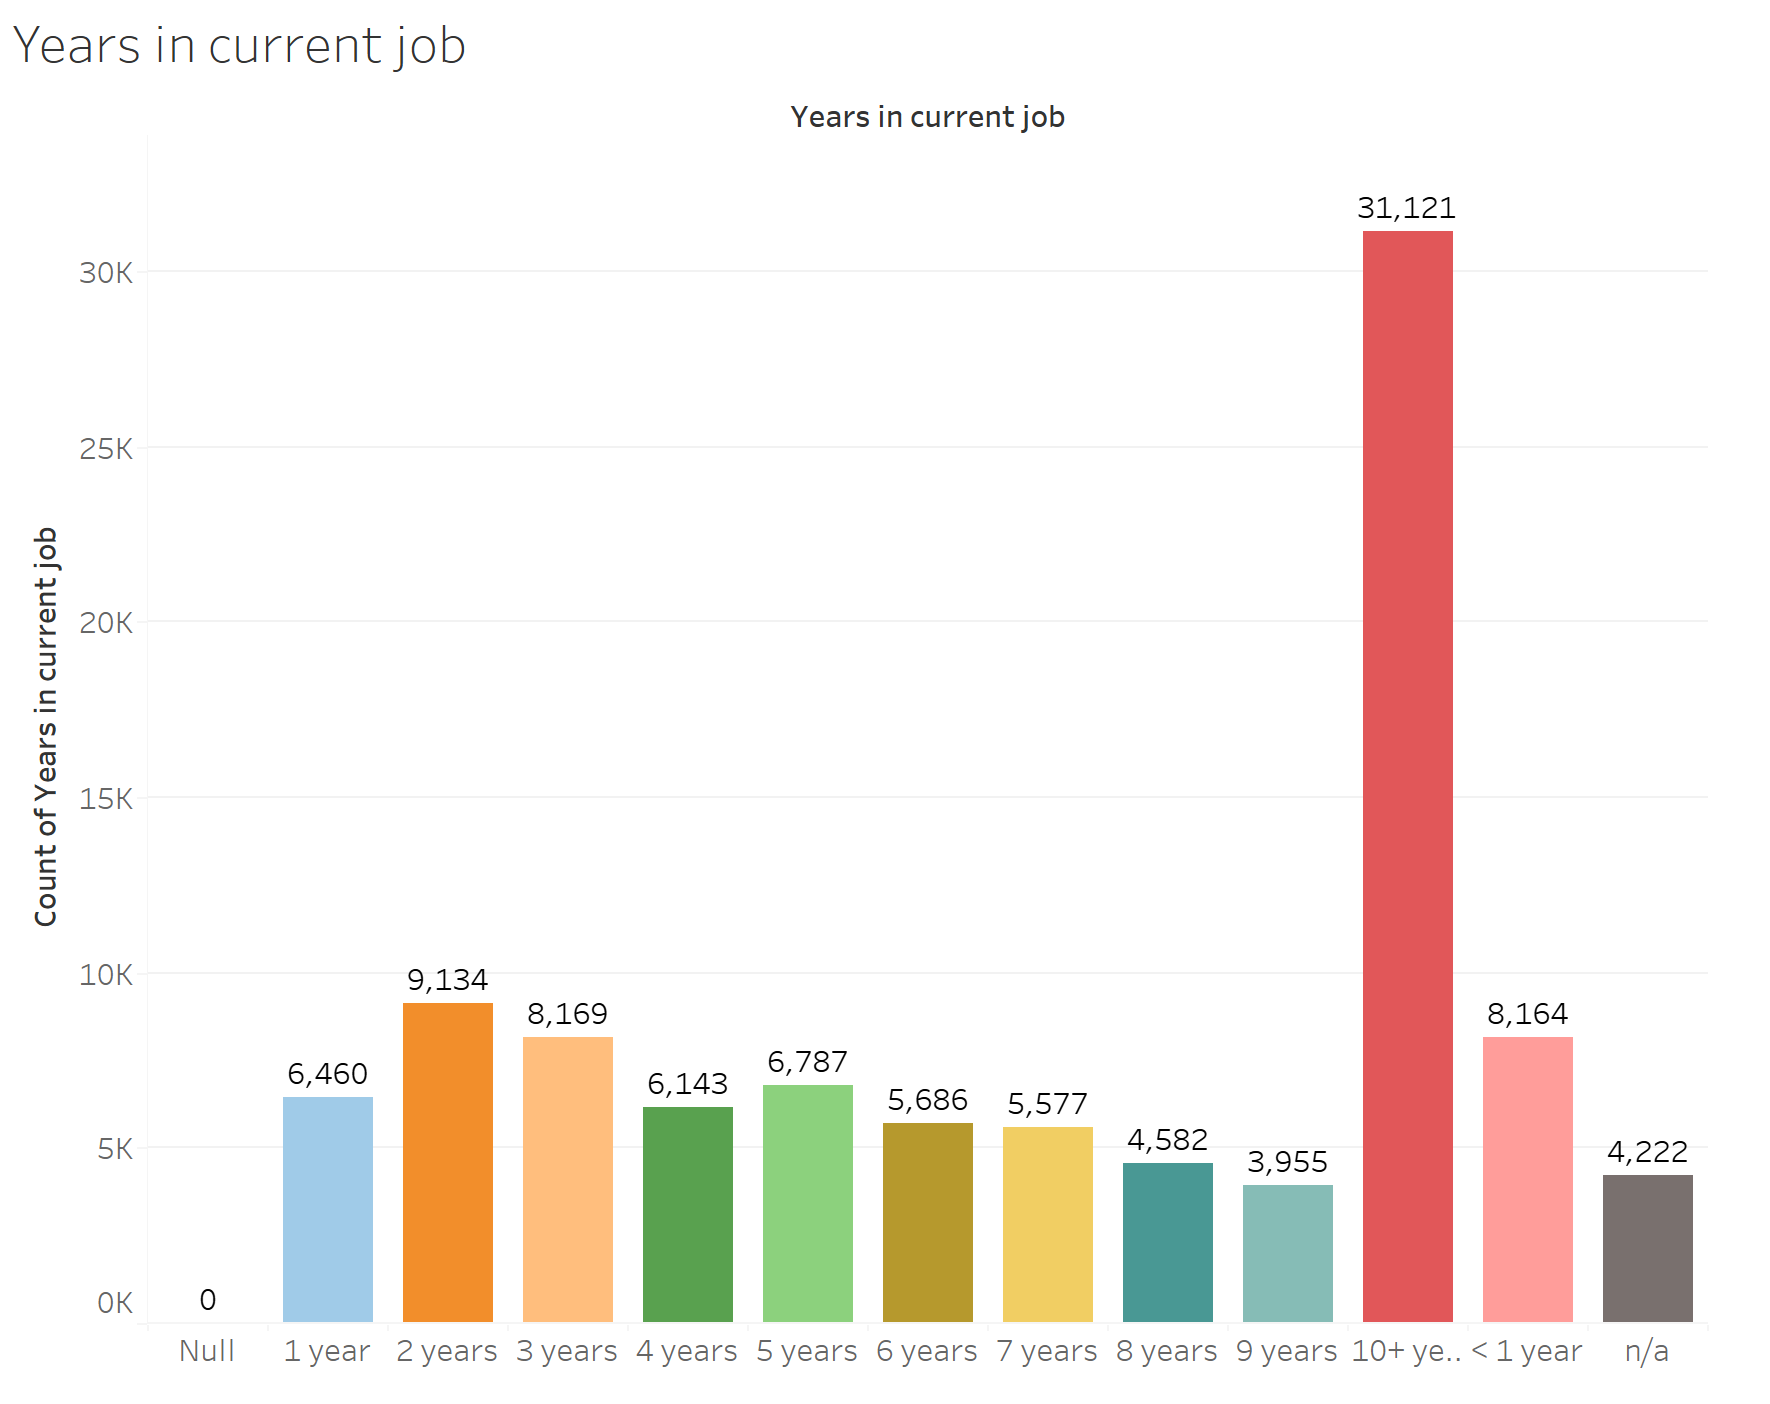 Years in current job
Years in current job
Count of Years in current job
30K
25K
20K
15K
10K
5K
0K
0
6,460
9,134
8,169
6,143
6,787
5,686
5,577
4,582
3,955
31,121
8,164
4,222
Null 1 year 2 years 3 years 4 years 5 years 6 years 7 years 8 years 9 years 10+ ye.. < 1 year n/a